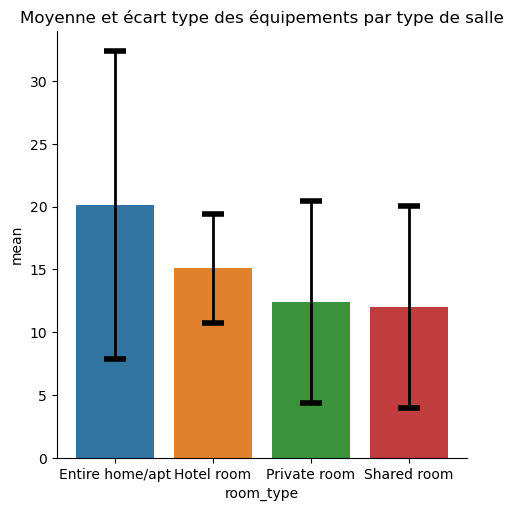 Moyenne et écart type des équipements par type de salle
30
25
20
15
10
5
0
mean
Entire home/apt Hotel room Private room Shared room
room_type